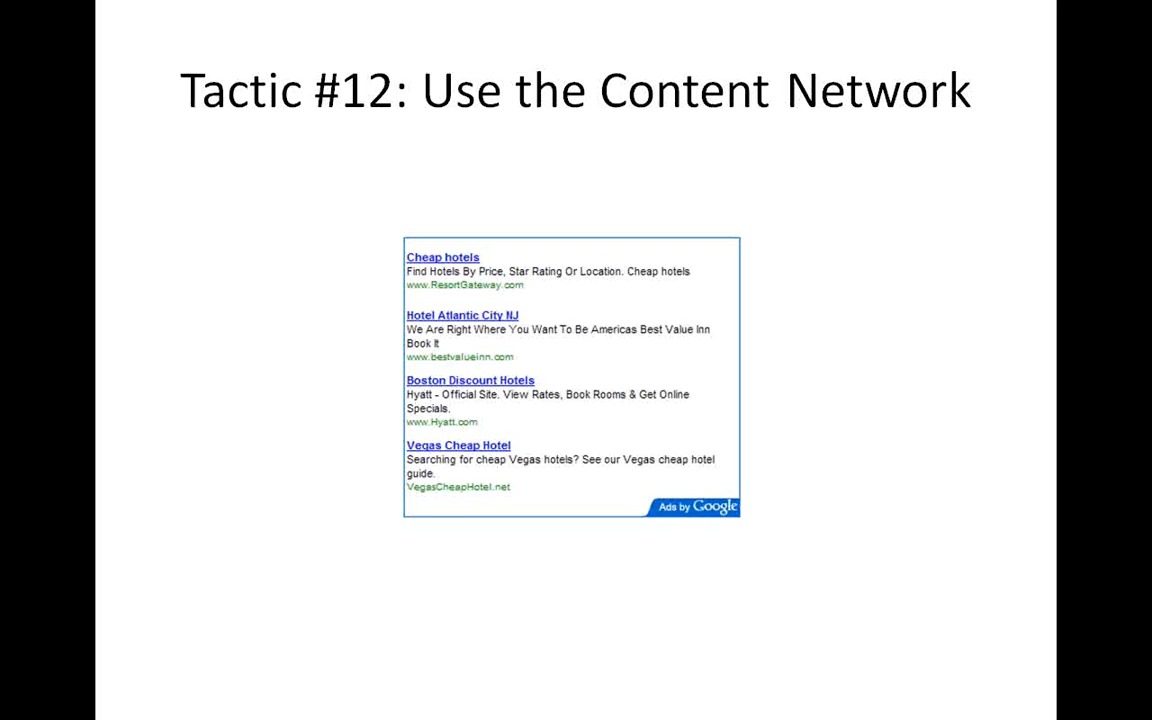 Tactic #12: Use the Content Network
Cheap hotels
Find Hotels By Price, Star Rating Or Location. Cheap hotels
www.ResortGateway.com
Hotel Atlantic City NJ
We Are Right Where You Want To Be Americas Best Value Inn
Book It
www.bestvalueinn.com
Boston Discount Hotels
Hyatt - Official Site. View Rates, Book Rooms & Get Online
Specials.
www.Hyatt.com
Vegas Cheap Hotel
Searching for cheap Vegas hotels? See our Vegas cheap hotel
guide.
VegasCheapHotel.net
Ads by Google